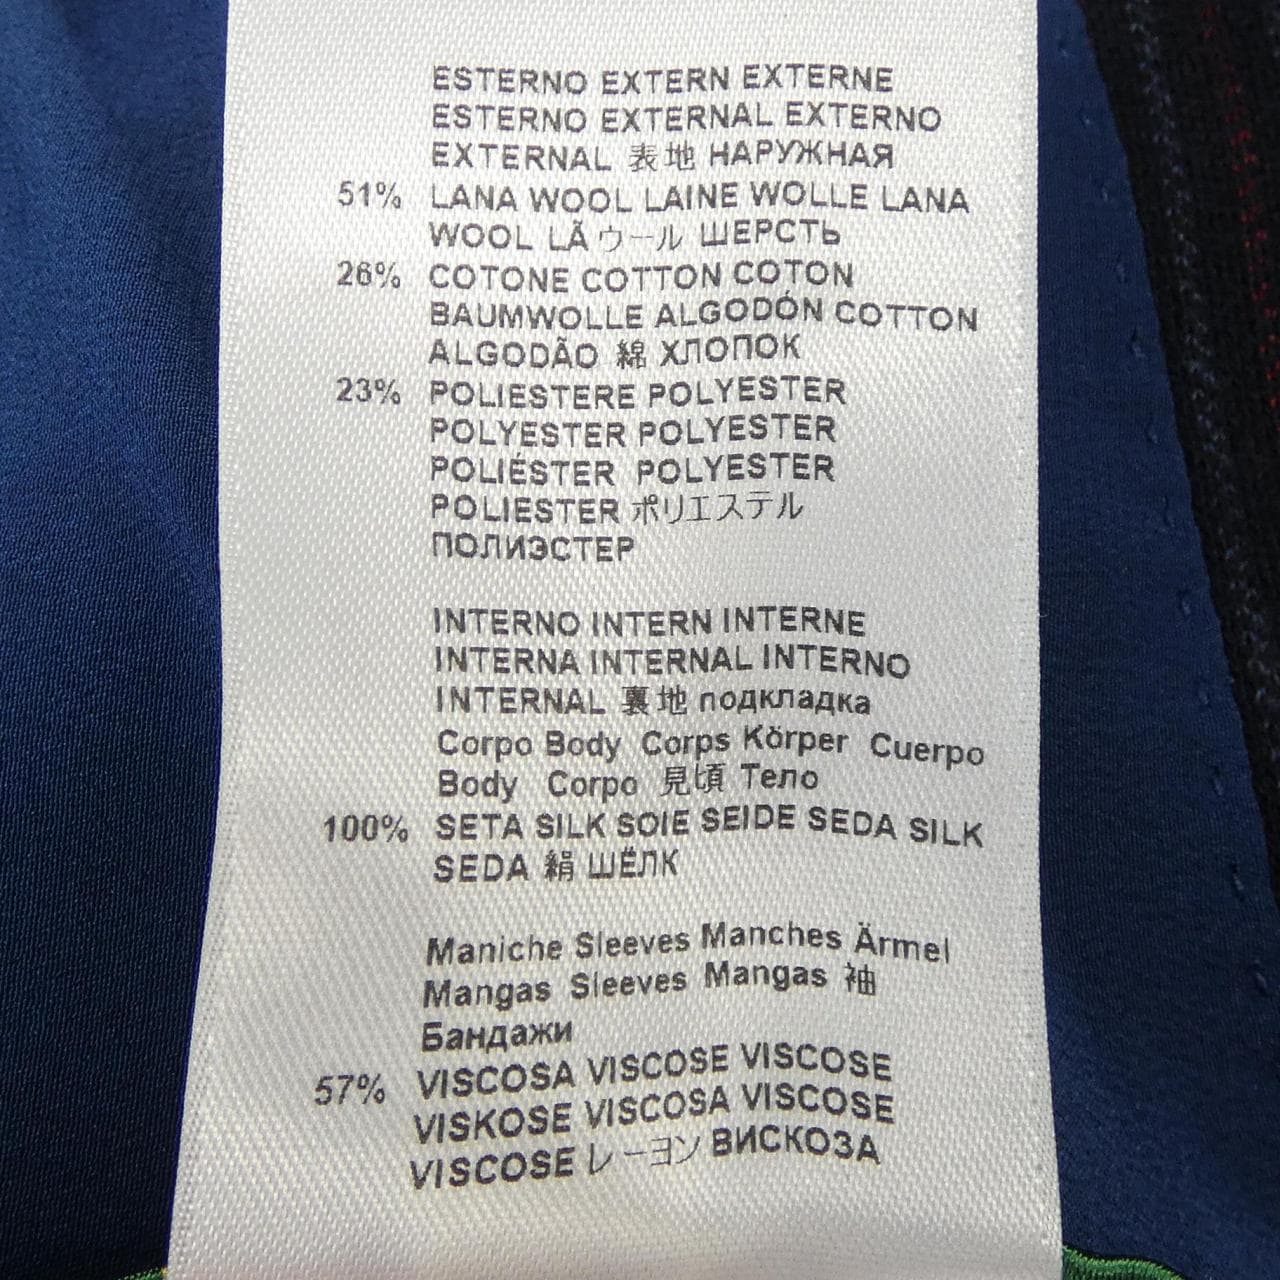 ESTERNO EXTERN EXTERNE
ESTERNO EXTERNAL EXTERNO
EXTERNAL 表地 НАРУЖНАЯ
51% LANA WOOL LAINE WOLLE LANA
WOOL LÃ ウール ШЕРСТЬ
26% COTONE COTTON COTON
BAUMWOLLE ALGODÓN COTTON
ALGODÃO 綿 ХЛОПОК
23% POLIESTERE POLYESTER
POLYESTER POLYESTER
POLIÉSTER POLYESTER
POLIESTER ポリエステル
ПОЛИЭСТЕР
INTERNO INTERN INTERNE
INTERNA INTERNAL INTERNO
INTERNAL 裏地 подкладка
Corpo Body Corps Körper Cuerpo
Body Corpo 見頃 Тело
100% SETA SILK SOIE SEIDE SEDA SILK
SEDA 絹 ШЁЛК
Maniche Sleeves Manches Ärmel
Mangas Sleeves Mangas 袖
Бандажи
57% VISCOSA VISCOSE VISCOSE
VISKOSE VISCOSA VISCOSE
VISCOSE レーヨン ВИСКОЗА